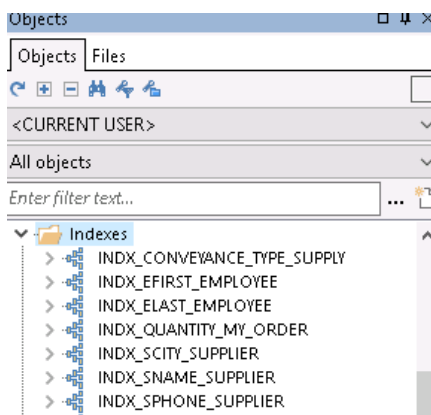 Objects
Objects Files
<CURRENT USER>
All objects
Enter filter text... ...
Indexes
INDX_CONVEYANCE_TYPE_SUPPLY
INDX_EFIRST_EMPLOYEE
INDX_ELAST_EMPLOYEE
INDX_QUANTITY_MY_ORDER
INDX_SCITY_SUPPLIER
INDX_SNAME_SUPPLIER
INDX_SPHONE_SUPPLIER